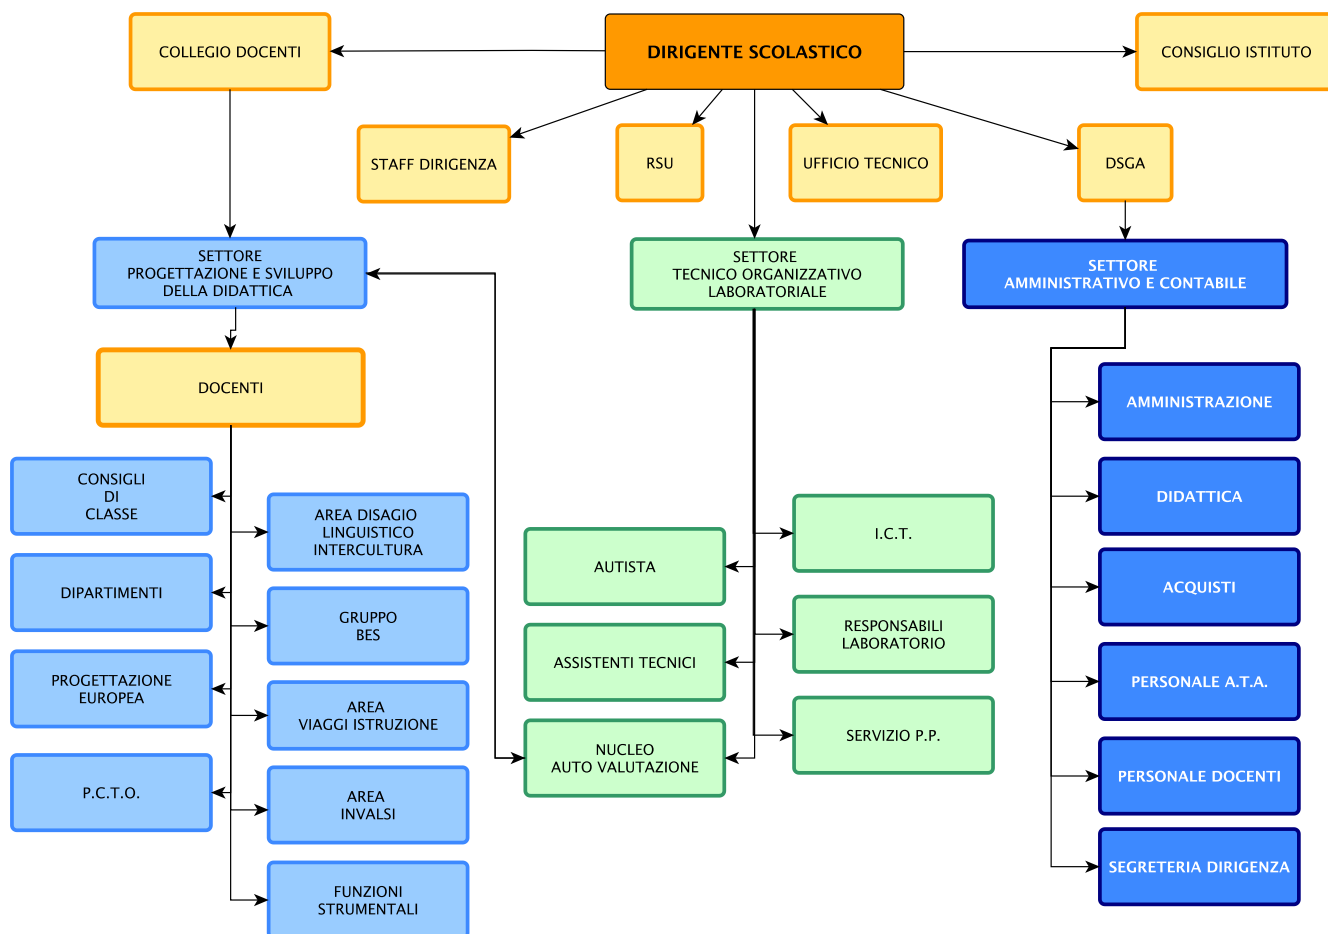 COLLEGIO DOCENTI
DIRIGENTE SCOLASTICO
CONSIGLIO ISTITUTO
STAFF DIRIGENZA
RSU
UFFICIO TECNICO
DSGA
SETTORE
PROGETTAZIONE E SVILUPPO
DELLA DIDATTICA
SETTORE
TECNICO ORGANIZZATIVO
LABORATORIALE
SETTORE
AMMINISTRATIVO E CONTABILE
DOCENTI
CONSIGLI
DI
CLASSE
DIPARTIMENTI
PROGETTAZIONE
EUROPEA
P.C.T.O.
AREA DISAGIO
LINGUISTICO
INTERCULTURA
GRUPPO
BES
AREA
VIAGGI ISTRUZIONE
AREA
INVALSI
FUNZIONI
STRUMENTALI
AUTISTA
ASSISTENTI TECNICI
NUCLEO
AUTO VALUTAZIONE
I.C.T.
RESPONSABILI
LABORATORIO
SERVIZIO P.P.
AMMINISTRAZIONE
DIDATTICA
ACQUISTI
PERSONALE A.T.A.
PERSONALE DOCENTI
SEGRETERIA DIRIGENZA